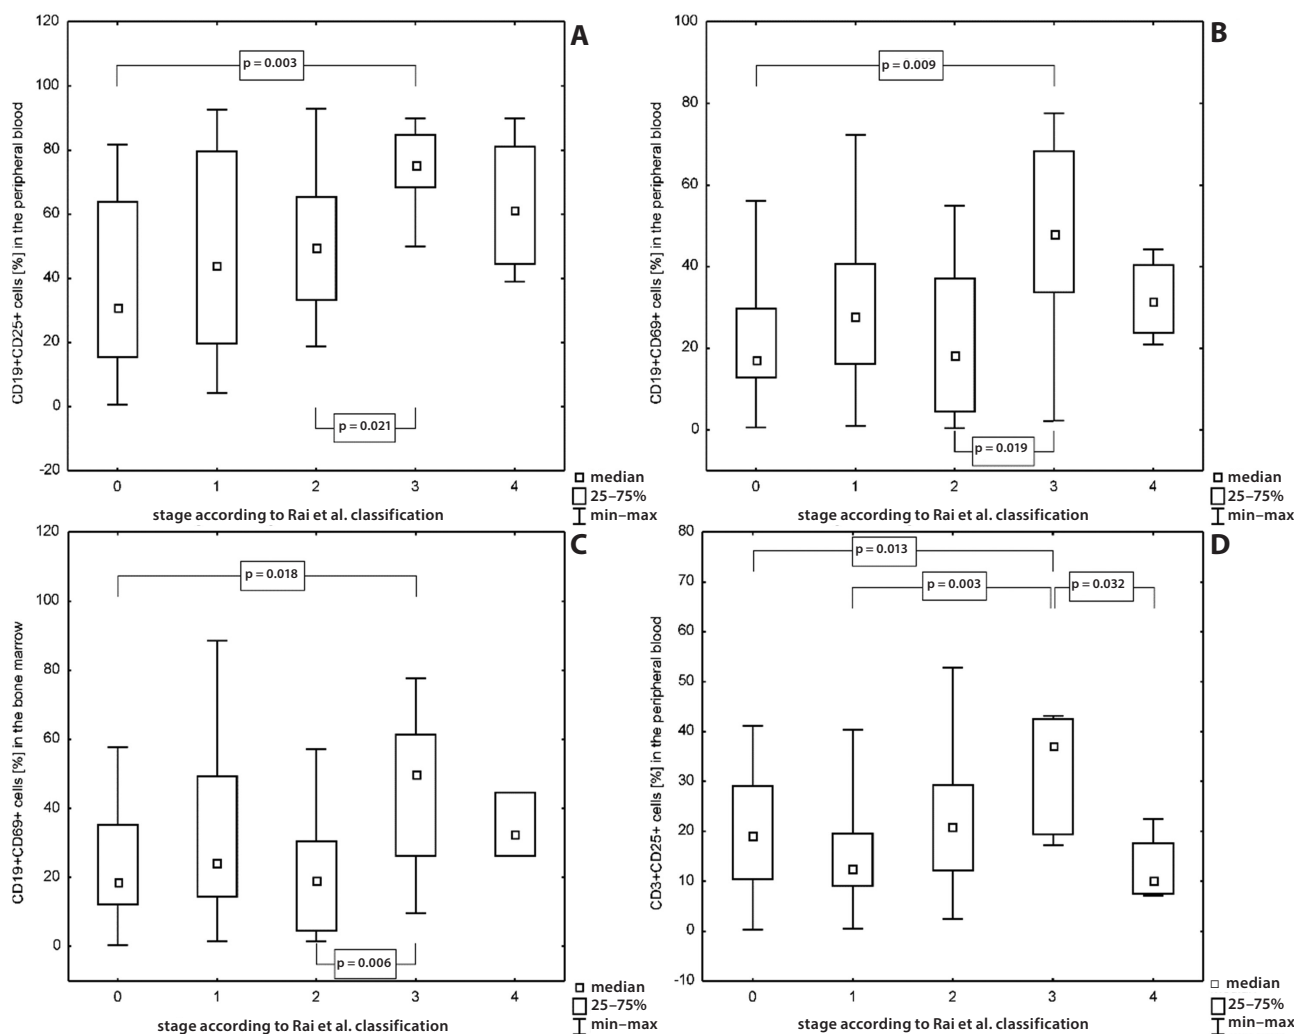 A
CD19+CD25+ cells [%] in the peripheral blood
120
100
80
60
40
20
0
-20
p = 0.003
p = 0.021
0 1 2 3 4
stage according to Rai et al. classification
median
25–75%
min–max
B
CD19+CD69+ cells [%] in the peripheral blood
100
80
60
40
20
0
p = 0.009
p = 0.019
0 1 2 3 4
stage according to Rai et al. classification
median
25–75%
min–max
C
CD19+CD69+ cells [%] in the bone marrow
120
100
80
60
40
20
0
p = 0.018
p = 0.006
0 1 2 3 4
stage according to Rai et al. classification
median
25–75%
min–max
D
CD3+CD25+ cells [%] in the peripheral blood
80
70
60
50
40
30
20
10
0
-10
p = 0.013
p = 0.003
p = 0.032
0 1 2 3 4
stage according to Rai et al. classification
median
25–75%
min–max